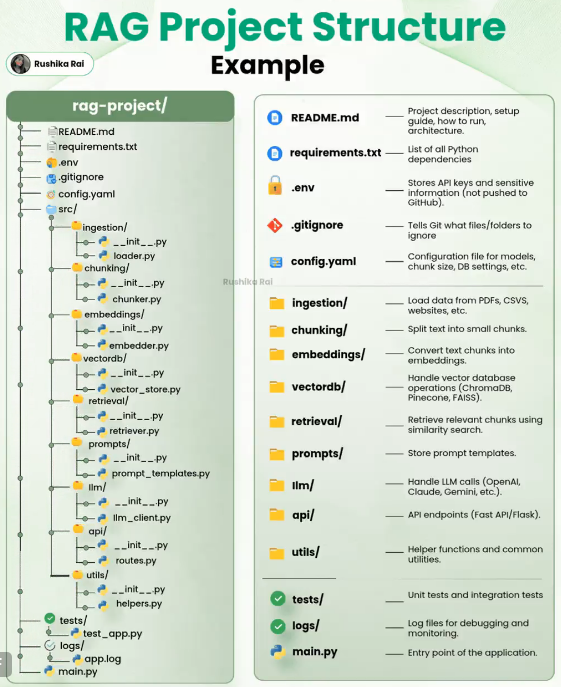 RAG Project Structure
Example
Rushika Rai
rag-project/
README.md
requirements.txt
.env
.gitignore
config.yaml
src/
ingestion/
__init__.py
loader.py
chunking/
__init__.py
chunker.py
embeddings/
__init__.py
embedder.py
vectordb/
__init__.py
vector_store.py
retrieval/
__init__.py
retriever.py
prompts/
__init__.py
prompt_templates.py
llm/
__init__.py
llm_client.py
api/
__init__.py
routes.py
utils/
__init__.py
helpers.py
tests/
test_app.py
logs/
app.log
main.py
README.md
Project description, setup
guide, how to run,
architecture.
requirements.txt
List of all Python
dependencies
.env
Stores API keys and sensitive
information (not pushed to
GitHub).
.gitignore
Tells Git what files/folders to
ignore
config.yaml
Configuration file for models,
chunk size, DB settings, etc.
Rushika Rai
ingestion/
Load data from PDFs, CSVS,
websites, etc.
chunking/
Split text into small chunks.
embeddings/
Convert text chunks into
embeddings.
vectordb/
Handle vector database
operations (ChromaDB,
Pinecone, FAISS).
retrieval/
Retrieve relevant chunks using
similarity search.
prompts/
Store prompt templates.
llm/
Handle LLM calls (OpenAI,
Claude, Gemini, etc.).
api/
API endpoints (Fast API/Flask).
utils/
Helper functions and common
utilities.
tests/
Unit tests and integration tests
logs/
Log files for debugging and
monitoring.
main.py
Entry point of the application.